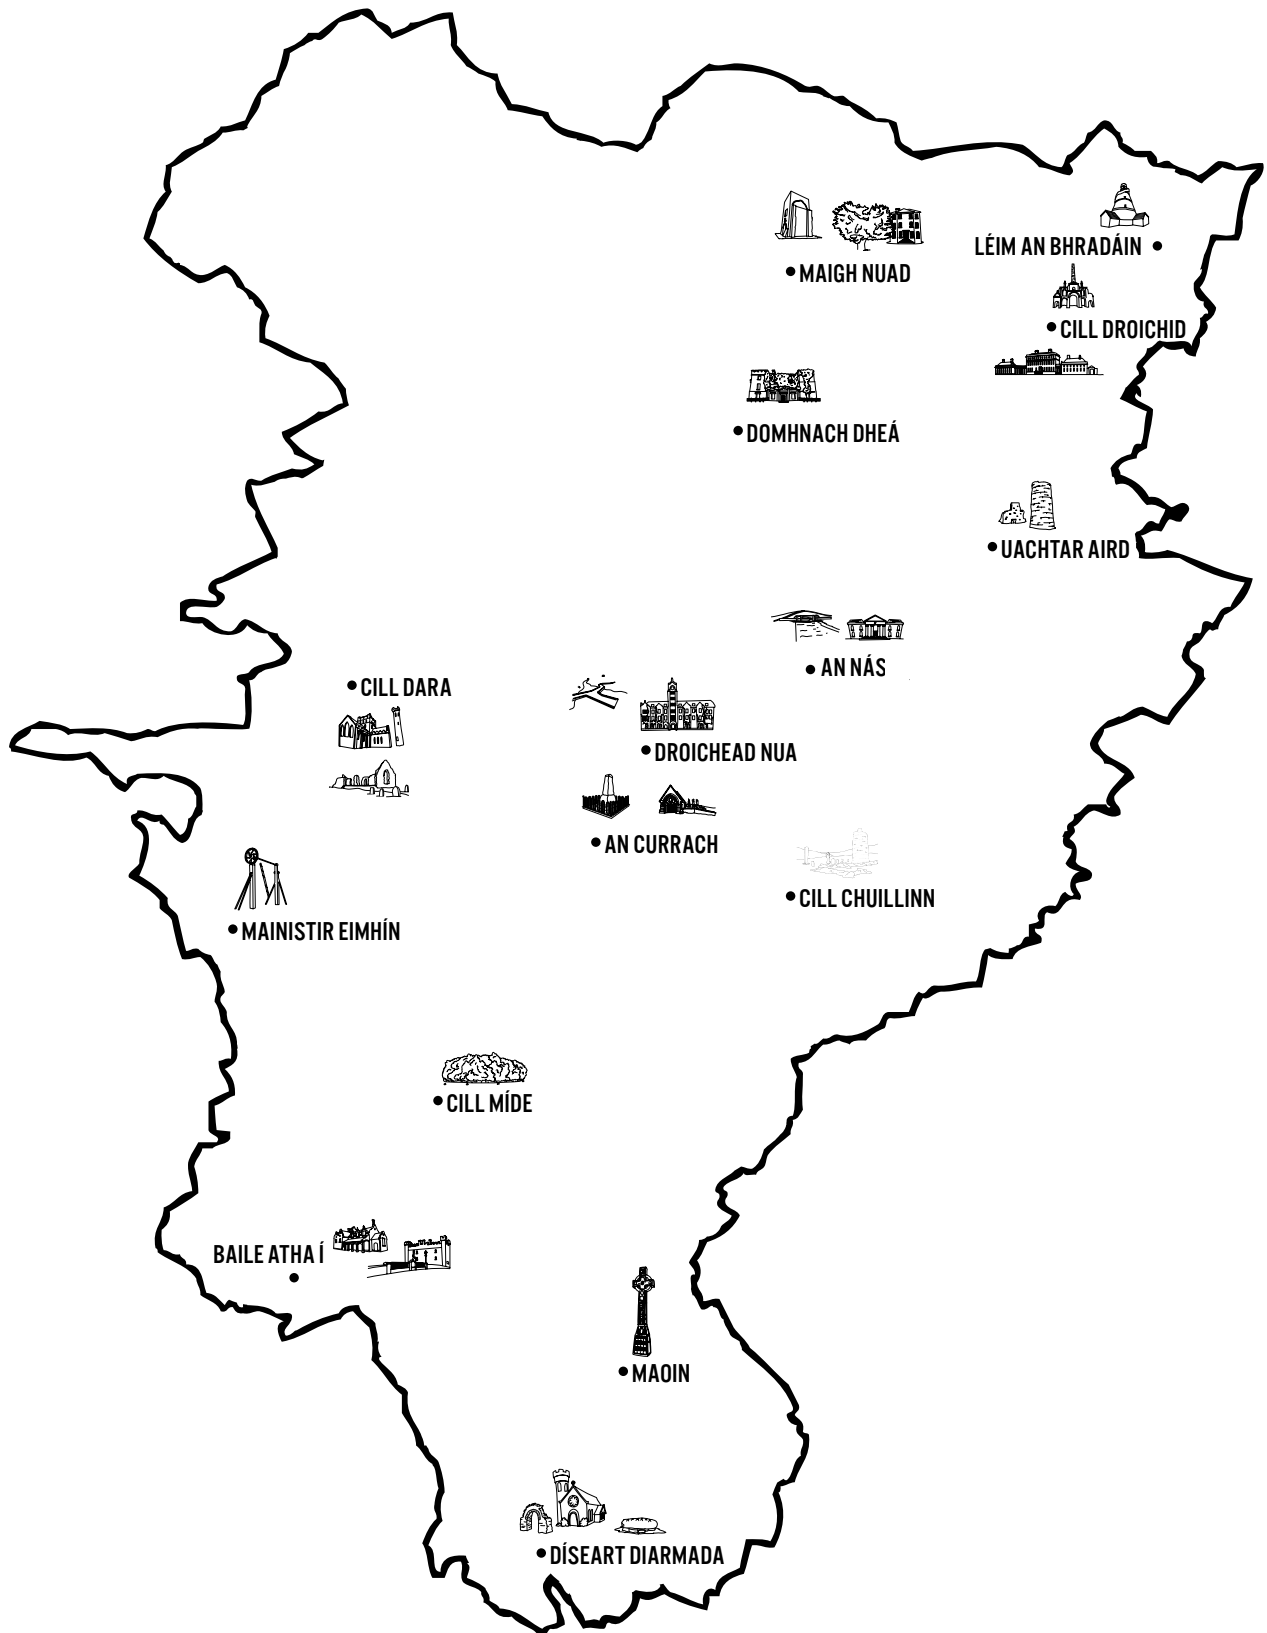 LÉIM AN BHRADÁIN
MAIGH NUAD
CILL DROICHID
DOMHNACH DHEÁ
UACHTAR AIRD
AN NÁS
CILL DARA
DROICHEAD NUA
AN CURRACH
CILL CHUILLINN
MAINISTIR EIMHÍN
CILL MÍDE
BAILE ATHA Í
MAOIN
DÍSEART DIARMADA